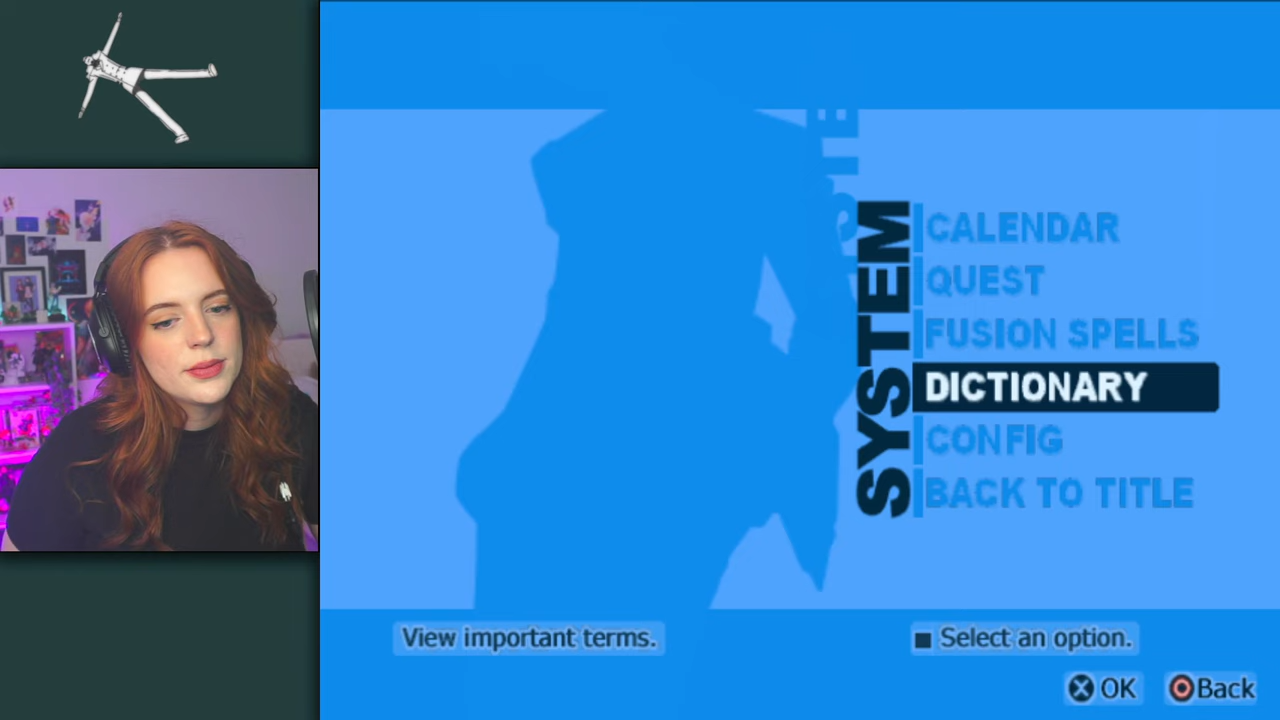 SYSTEM
CALENDAR
QUEST
FUSION SPELLS
DICTIONARY
CONFIG
BACK TO TITLE
View important terms.
Select an option.
OK
Back